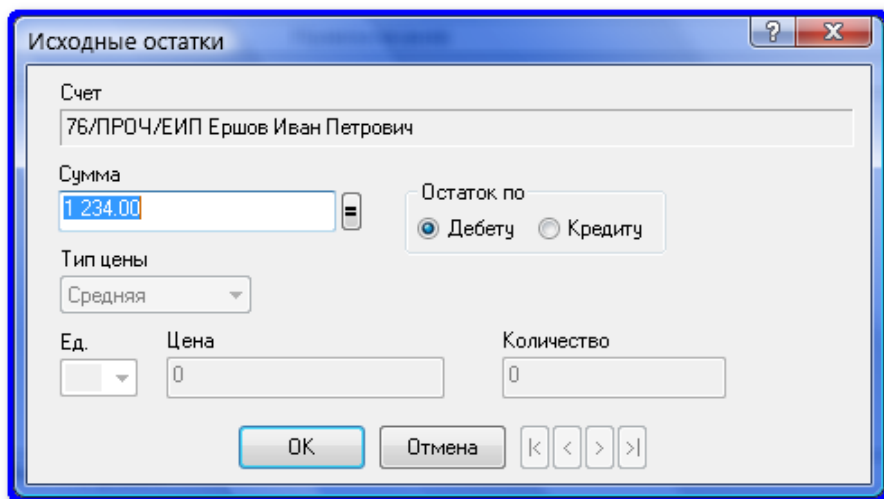 Исходные остатки
?
Счет
76/ПРОЧ/ЕИП Ершов Иван Петрович
Сумма
1 234.00
=
Остаток по
Дебету
Кредиту
Тип цены
Средняя
Ед.
Цена
Количество
0
0
OK
Отмена
|<
<
>
>|